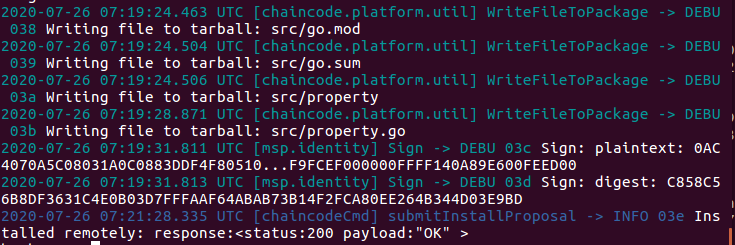 2020-07-26 07:19:24.463 UTC [chaincode.platform.util] WriteFileToPackage -> DEBU
038 Writing file to tarball: src/go.mod
2020-07-26 07:19:24.504 UTC [chaincode.platform.util] WriteFileToPackage -> DEBU
039 Writing file to tarball: src/go.sum
2020-07-26 07:19:24.506 UTC [chaincode.platform.util] WriteFileToPackage -> DEBU
03a Writing file to tarball: src/property
2020-07-26 07:19:28.871 UTC [chaincode.platform.util] WriteFileToPackage -> DEBU
03b Writing file to tarball: src/property.go
2020-07-26 07:19:31.811 UTC [msp.identity] Sign -> DEBU 03c Sign: plaintext: 0AC
4070A5C08031A0C0883DDF4F80510...F9FCEF000000FFFF140A89E600FEED00
2020-07-26 07:19:31.813 UTC [msp.identity] Sign -> DEBU 03d Sign: digest: C858C5
6B8DF3631C4E0B03D7FFFAAF64ABAB73B14F2FCA80EE264B344D03E9BD
2020-07-26 07:21:28.335 UTC [chaincodeCmd] submitInstallProposal -> INFO 03e Ins
talled remotely: response:<status:200 payload:"OK" >